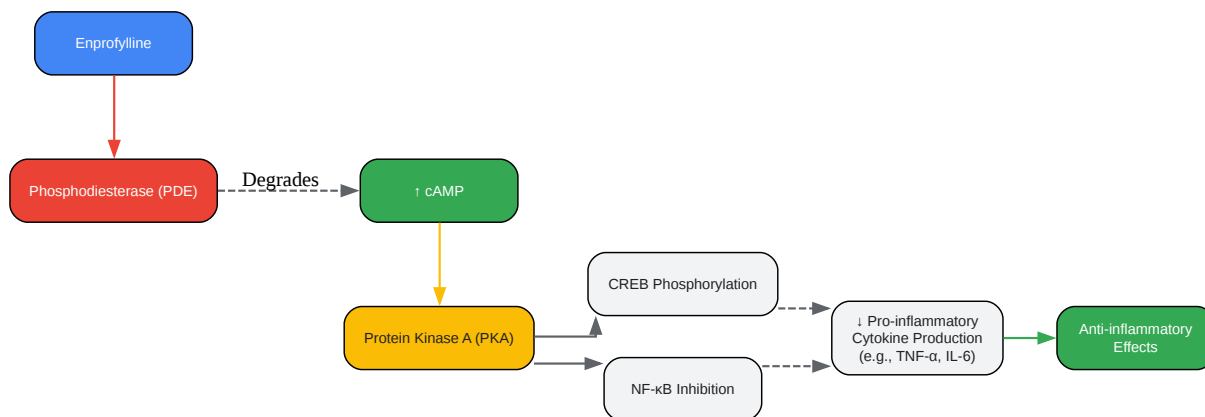 Enprofylline
Phosphodiesterase (PDE)
Degrades
↑ cAMP
Protein Kinase A (PKA)
CREB Phosphorylation
NF-κB Inhibition
↓ Pro-inflammatory
Cytokine Production
(e.g., TNF-α, IL-6)
Anti-inflammatory
Effects